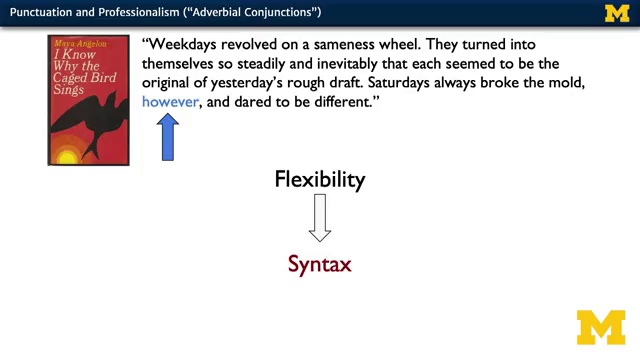 Punctuation and Professionalism (“Adverbial Conjunctions”)
M
Maya Angelou
I Know
Why the
Caged Bird
Sings
“Weekdays revolved on a sameness wheel. They turned into
themselves so steadily and inevitably that each seemed to be the
original of yesterday’s rough draft. Saturdays always broke the mold,
however, and dared to be different.”
Flexibility
Syntax
M